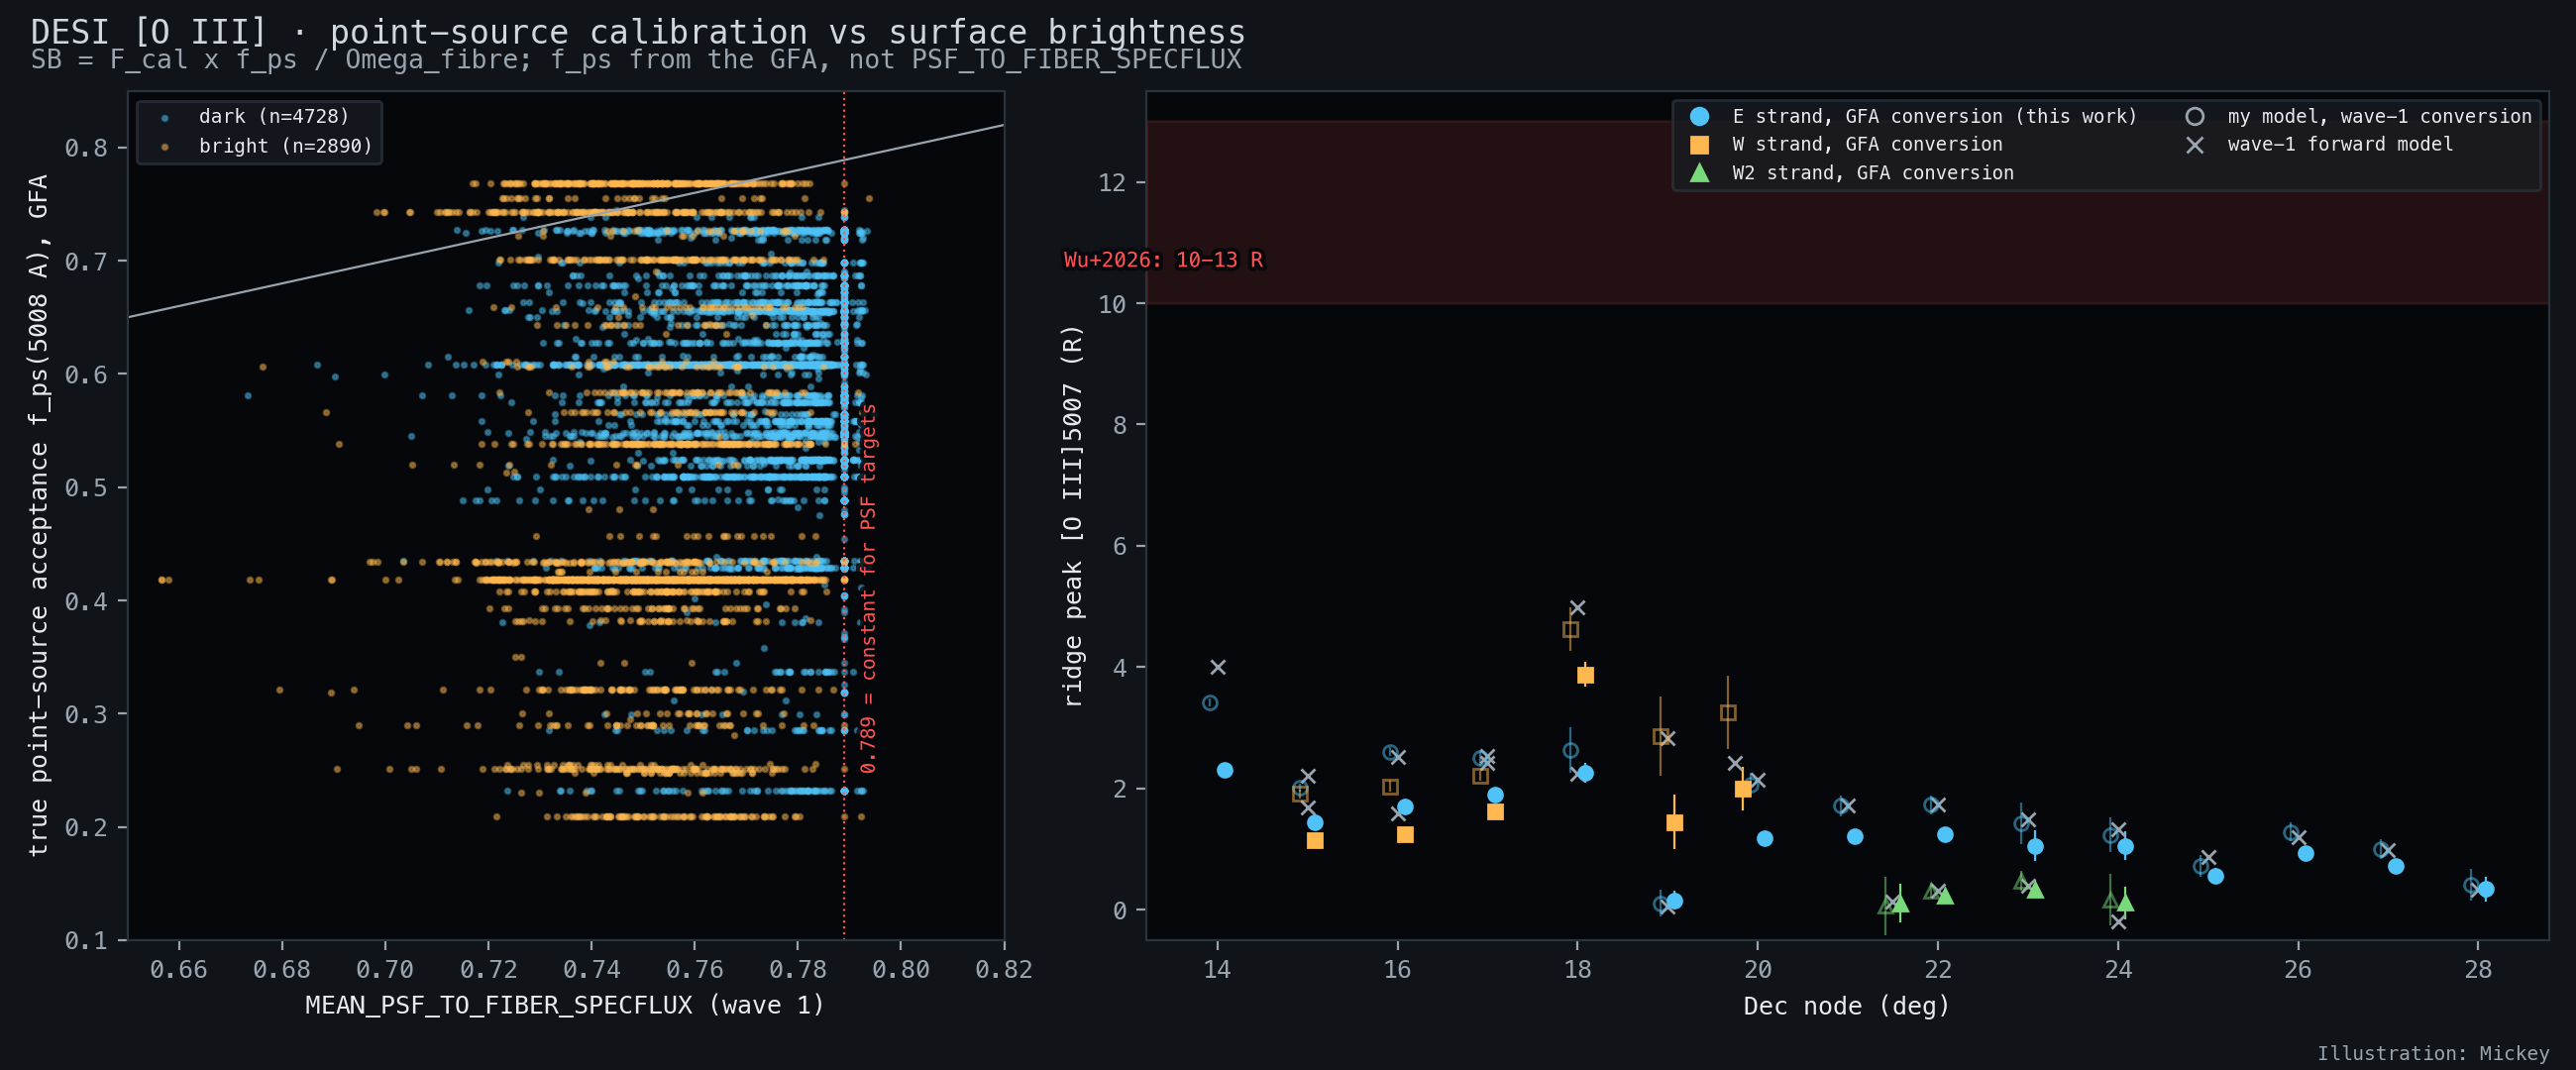 DESI [O III] · point−source calibration vs surface brightness
SB = F_cal x f_ps / Omega_fibre; f_ps from the GFA, not PSF_TO_FIBER_SPECFLUX
true point−source acceptance f_ps(5008 A), GFA
0.8
0.7
0.6
0.5
0.4
0.3
0.2
0.1
dark (n=4728)
bright (n=2890)
0.789 = constant for PSF targets
0.66 0.68 0.70 0.72 0.74 0.76 0.78 0.80 0.82
MEAN_PSF_TO_FIBER_SPECFLUX (wave 1)
ridge peak [O III]5007 (R)
12
10
8
6
4
2
0
E strand, GFA conversion (this work)
W strand, GFA conversion
W2 strand, GFA conversion
my model, wave−1 conversion
wave−1 forward model
Wu+2026: 10−13 R
14 16 18 20 22 24 26 28
Dec node (deg)
Illustration: Mickey